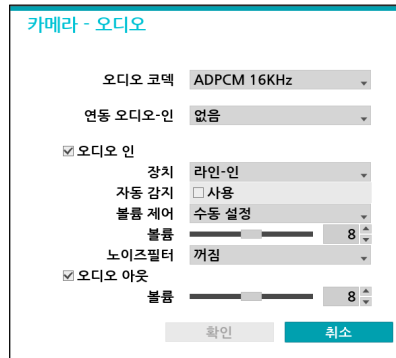 카메라 - 오디오
오디오 코덱 ADPCM 16KHz
연동 오디오-인 없음
오디오 인
장치 라인-인
자동 감지 사용
볼륨 제어 수동 설정
볼륨 8
노이즈필터 꺼짐
오디오 아웃
볼륨 8
확인 취소